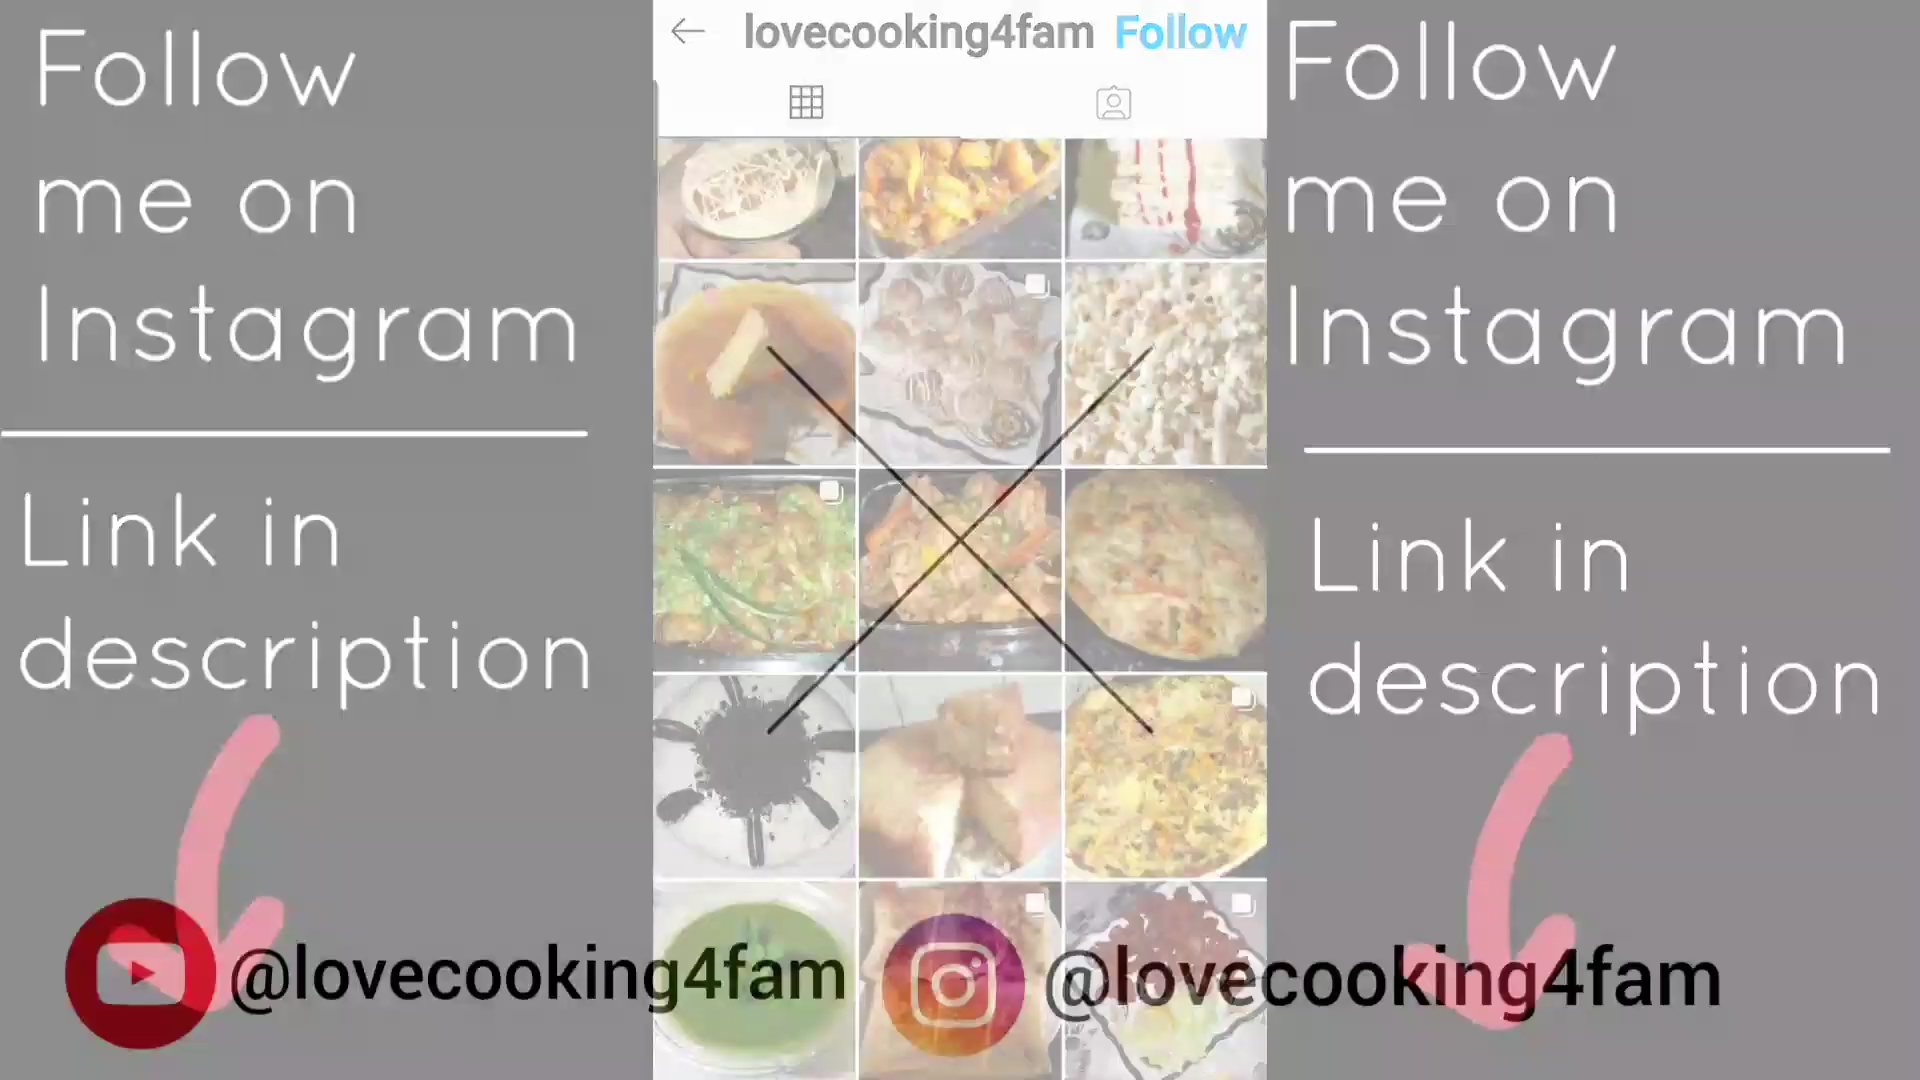 Follow
me on
Instagram
Link in
description
lovecooking4fam Follow
Follow
me on
Instagram
Link in
description
@lovecooking4fam
@lovecooking4fam